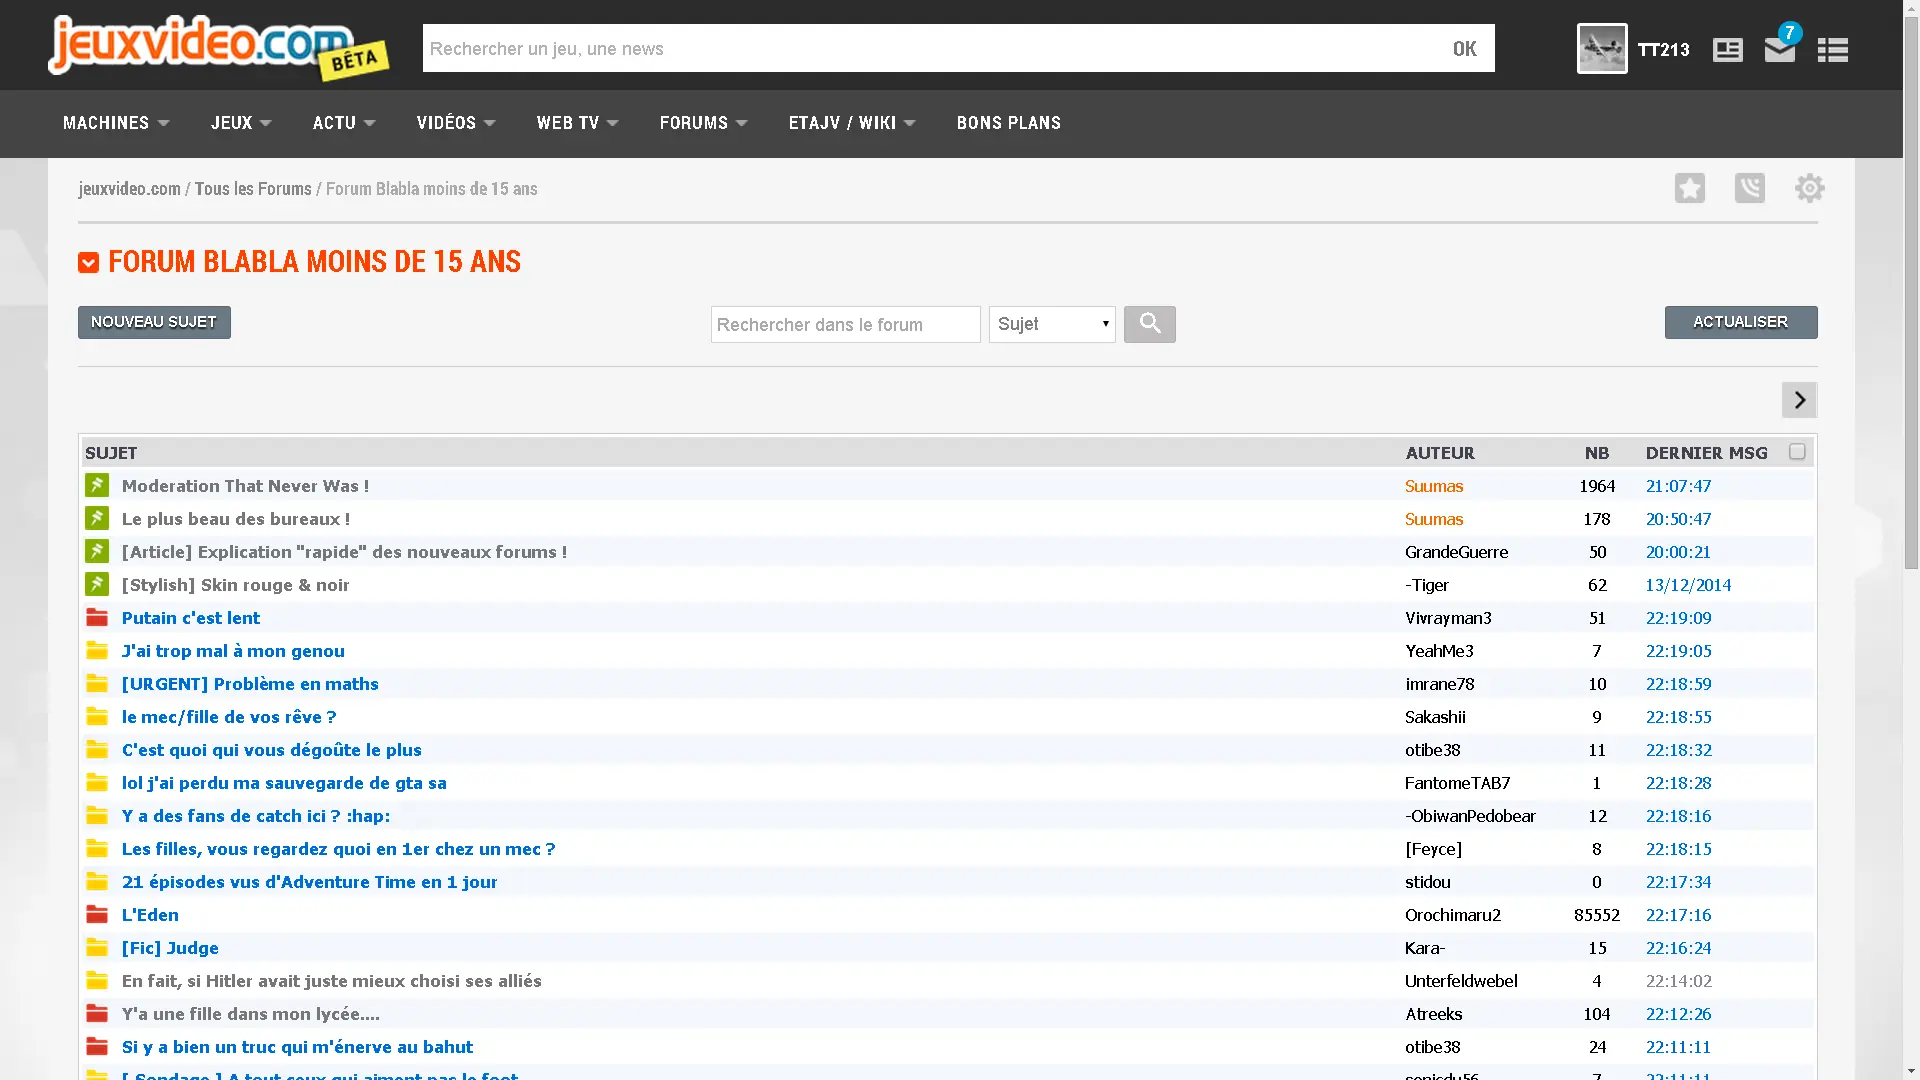 jeuxvideo.com BÊTA
Rechercher un jeu, une news OK
TT213 7
MACHINES JEUX ACTU VIDÉOS WEB TV FORUMS ETAJV / WIKI BONS PLANS
jeuxvideo.com / Tous les Forums / Forum Blabla moins de 15 ans
FORUM BLABLA MOINS DE 15 ANS
NOUVEAU SUJET Rechercher dans le forum Sujet ACTUALISER
SUJET AUTEUR NB DERNIER MSG
Moderation That Never Was ! Suumas 1964 21:07:47
Le plus beau des bureaux ! Suumas 178 20:50:47
[Article] Explication "rapide" des nouveaux forums ! GrandeGuerre 50 20:00:21
[Stylish] Skin rouge & noir -Tiger 62 13/12/2014
Putain c'est lent Vivrayman3 51 22:19:09
J'ai trop mal à mon genou YeahMe3 7 22:19:05
[URGENT] Problème en maths imrane78 10 22:18:59
le mec/fille de vos rêve ? Sakashii 9 22:18:55
C'est quoi qui vous dégoûte le plus otibe38 11 22:18:32
lol j'ai perdu ma sauvegarde de gta sa FantomeTAB7 1 22:18:28
Y a des fans de catch ici ? :hap: -ObiwanPedobear 12 22:18:16
Les filles, vous regardez quoi en 1er chez un mec ? [Feyce] 8 22:18:15
21 épisodes vus d'Adventure Time en 1 jour stidou 0 22:17:34
L'Eden Orochimaru2 85552 22:17:16
[Fic] Judge Kara- 15 22:16:24
En fait, si Hitler avait juste mieux choisi ses alliés Unterfeldwebel 4 22:14:02
Y'a une fille dans mon lycée.... Atreeks 104 22:12:26
Si y a bien un truc qui m'énerve au bahut otibe38 24 22:11:11
[ Sondage ] A tout ceux qui aiment pas le foot sonicdu56 7 22:11:11